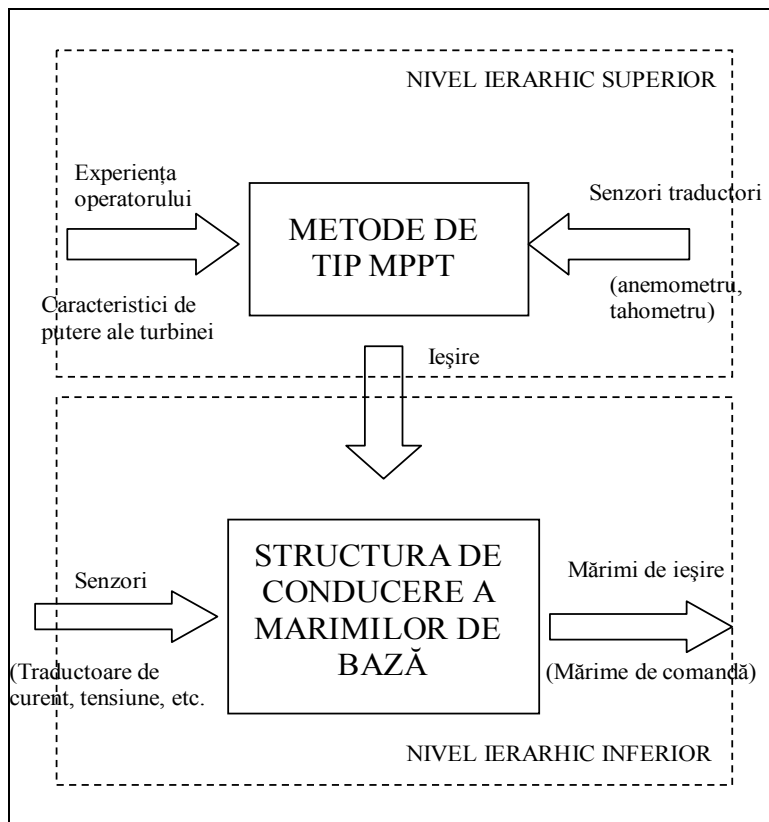 NIVEL IERARHIC SUPERIOR
Experiența
operatorului
Senzori traductori
METODE DE
TIP MPPT
Caracteristici de
putere ale turbinei
(anemometru,
tahometru)
Ieşire
STRUCTURA DE
CONDUCERE A
MARIMILOR DE
BAZĂ
Senzori
Mărimi de ieşire
(Traductoare de
curent, tensiune, etc.
(Mărime de comandă)
NIVEL IERARHIC INFERIOR